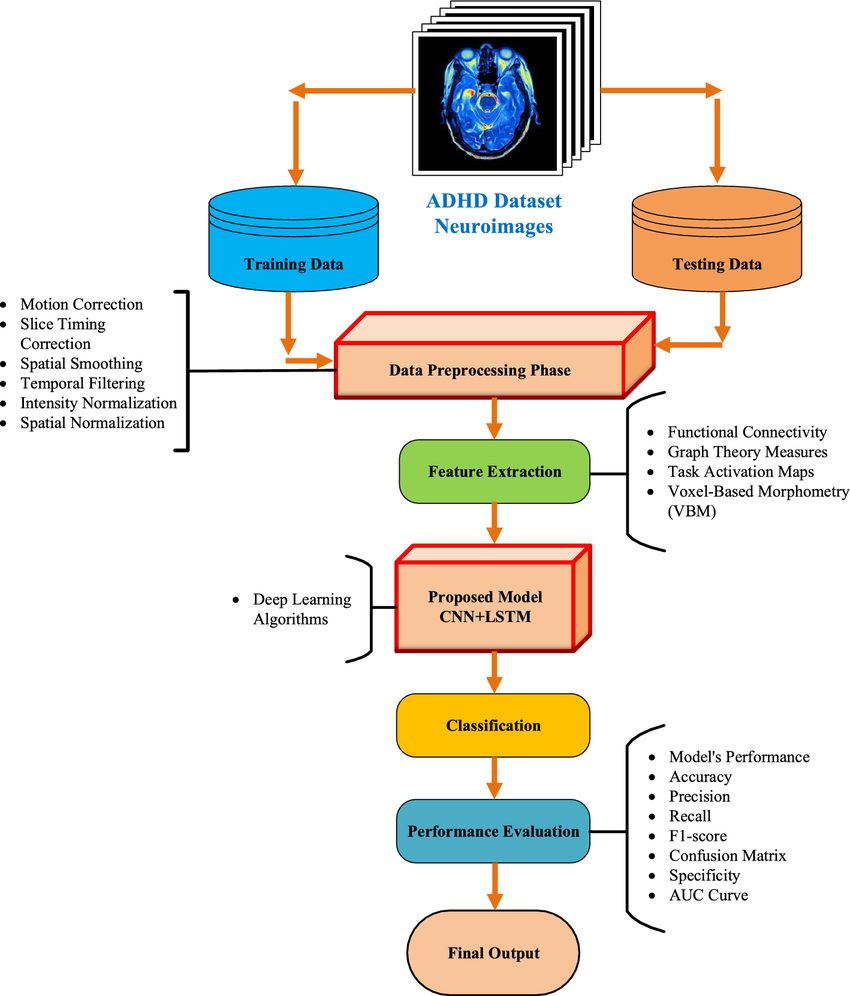 ADHD Dataset
Neuroimages
Training Data
Testing Data
• Motion Correction
• Slice Timing
Correction
• Spatial Smoothing
• Temporal Filtering
• Intensity Normalization
• Spatial Normalization
Data Preprocessing Phase
Feature Extraction
• Functional Connectivity
• Graph Theory Measures
• Task Activation Maps
• Voxel-Based Morphometry
(VBM)
• Deep Learning
Algorithms
Proposed Model
CNN+LSTM
Classification
Performance Evaluation
• Model's Performance
• Accuracy
• Precision
• Recall
• F1-score
• Confusion Matrix
• Specificity
• AUC Curve
Final Output